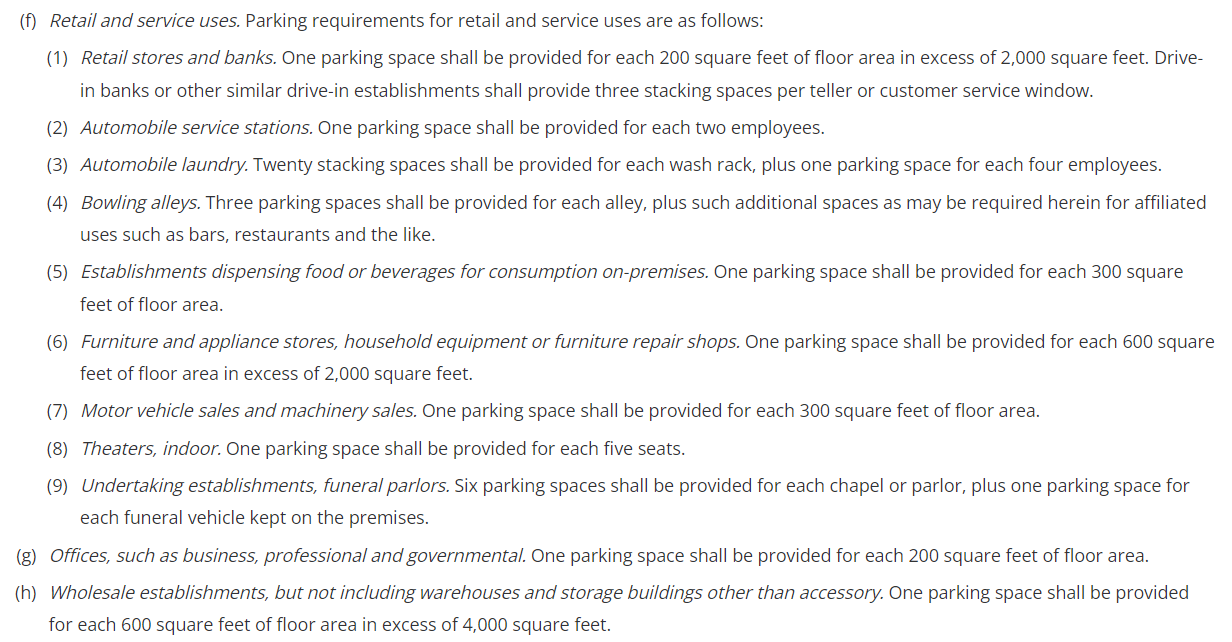 (f) Retail and service uses. Parking requirements for retail and service uses are as follows:
(1) Retail stores and banks. One parking space shall be provided for each 200 square feet of floor area in excess of 2,000 square feet. Drive-
in banks or other similar drive-in establishments shall provide three stacking spaces per teller or customer service window.
(2) Automobile service stations. One parking space shall be provided for each two employees.
(3) Automobile laundry. Twenty stacking spaces shall be provided for each wash rack, plus one parking space for each four employees.
(4) Bowling alleys. Three parking spaces shall be provided for each alley, plus such additional spaces as may be required herein for affiliated
uses such as bars, restaurants and the like.
(5) Establishments dispensing food or beverages for consumption on-premises. One parking space shall be provided for each 300 square
feet of floor area.
(6) Furniture and appliance stores, household equipment or furniture repair shops. One parking space shall be provided for each 600 square
feet of floor area in excess of 2,000 square feet.
(7) Motor vehicle sales and machinery sales. One parking space shall be provided for each 300 square feet of floor area.
(8) Theaters, indoor. One parking space shall be provided for each five seats.
(9) Undertaking establishments, funeral parlors. Six parking spaces shall be provided for each chapel or parlor, plus one parking space for
each funeral vehicle kept on the premises.
(g) Offices, such as business, professional and governmental. One parking space shall be provided for each 200 square feet of floor area.
(h) Wholesale establishments, but not including warehouses and storage buildings other than accessory. One parking space shall be provided
for each 600 square feet of floor area in excess of 4,000 square feet.